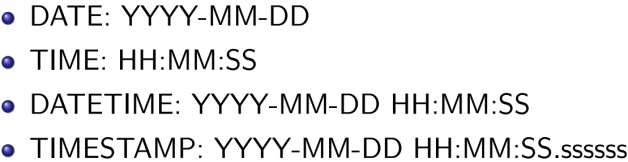 • DATE: YYYY-MM-DD
• TIME: HH:MM:SS
• DATETIME: YYYY-MM-DD HH:MM:SS
• TIMESTAMP: YYYY-MM-DD HH:MM:SS.ssssss